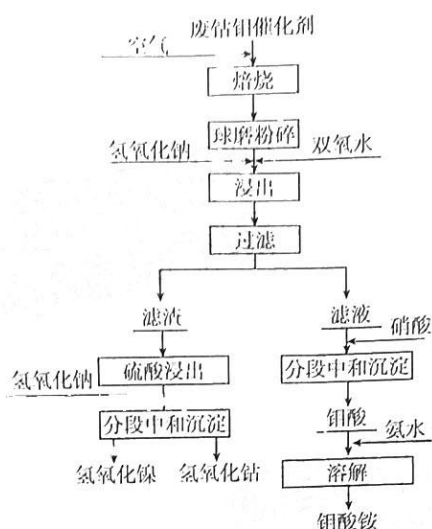 废钴钼催化剂
空气
焙烧
球磨粉碎
氢氧化钠
双氧水
浸出
过滤
滤渣
滤液
硝酸
氢氧化钠
硫酸浸出
分段中和沉淀
分段中和沉淀
钼酸
氨水
氢氧化镍
氢氧化钴
溶解
钼酸铵